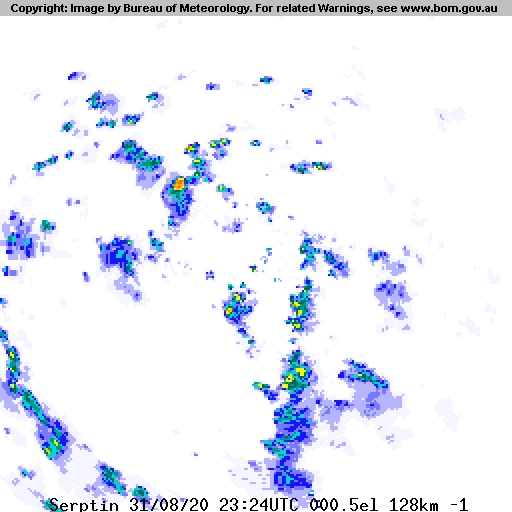 Copyright: Image by Bureau of Meteorology. For related Warnings, see www.bom.gov.au
Serptin 31/08/20 23:24UTC 000.5el 128km -1